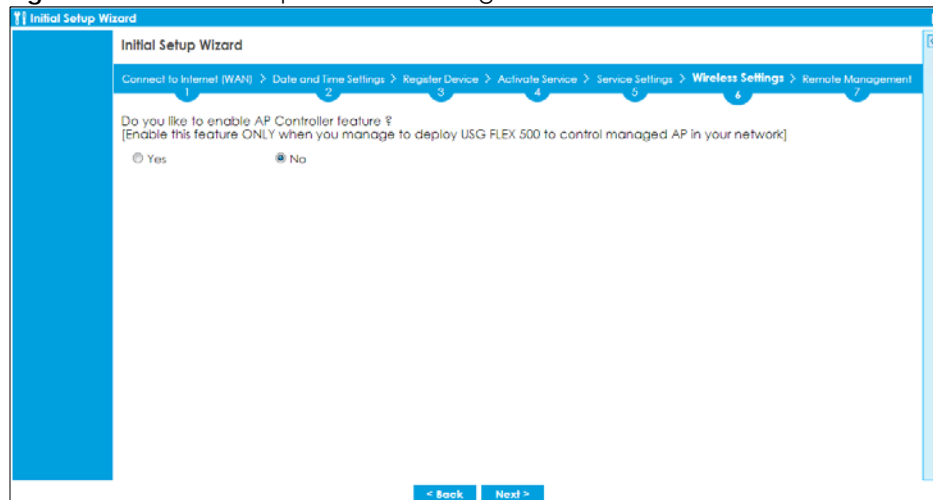 Initial Setup Wizard
Initial Setup Wizard
Connect to Internet (WAN) > Date and Time Settings > Register Device > Activate Service > Service Settings > Wireless Settings > Remote Management
1 2 3 4 5 6 7
Do you like to enable AP Controller feature ?
[Enable this feature ONLY when you manage to deploy USG FLEX 500 to control managed AP in your network]
Yes No
< Back Next >